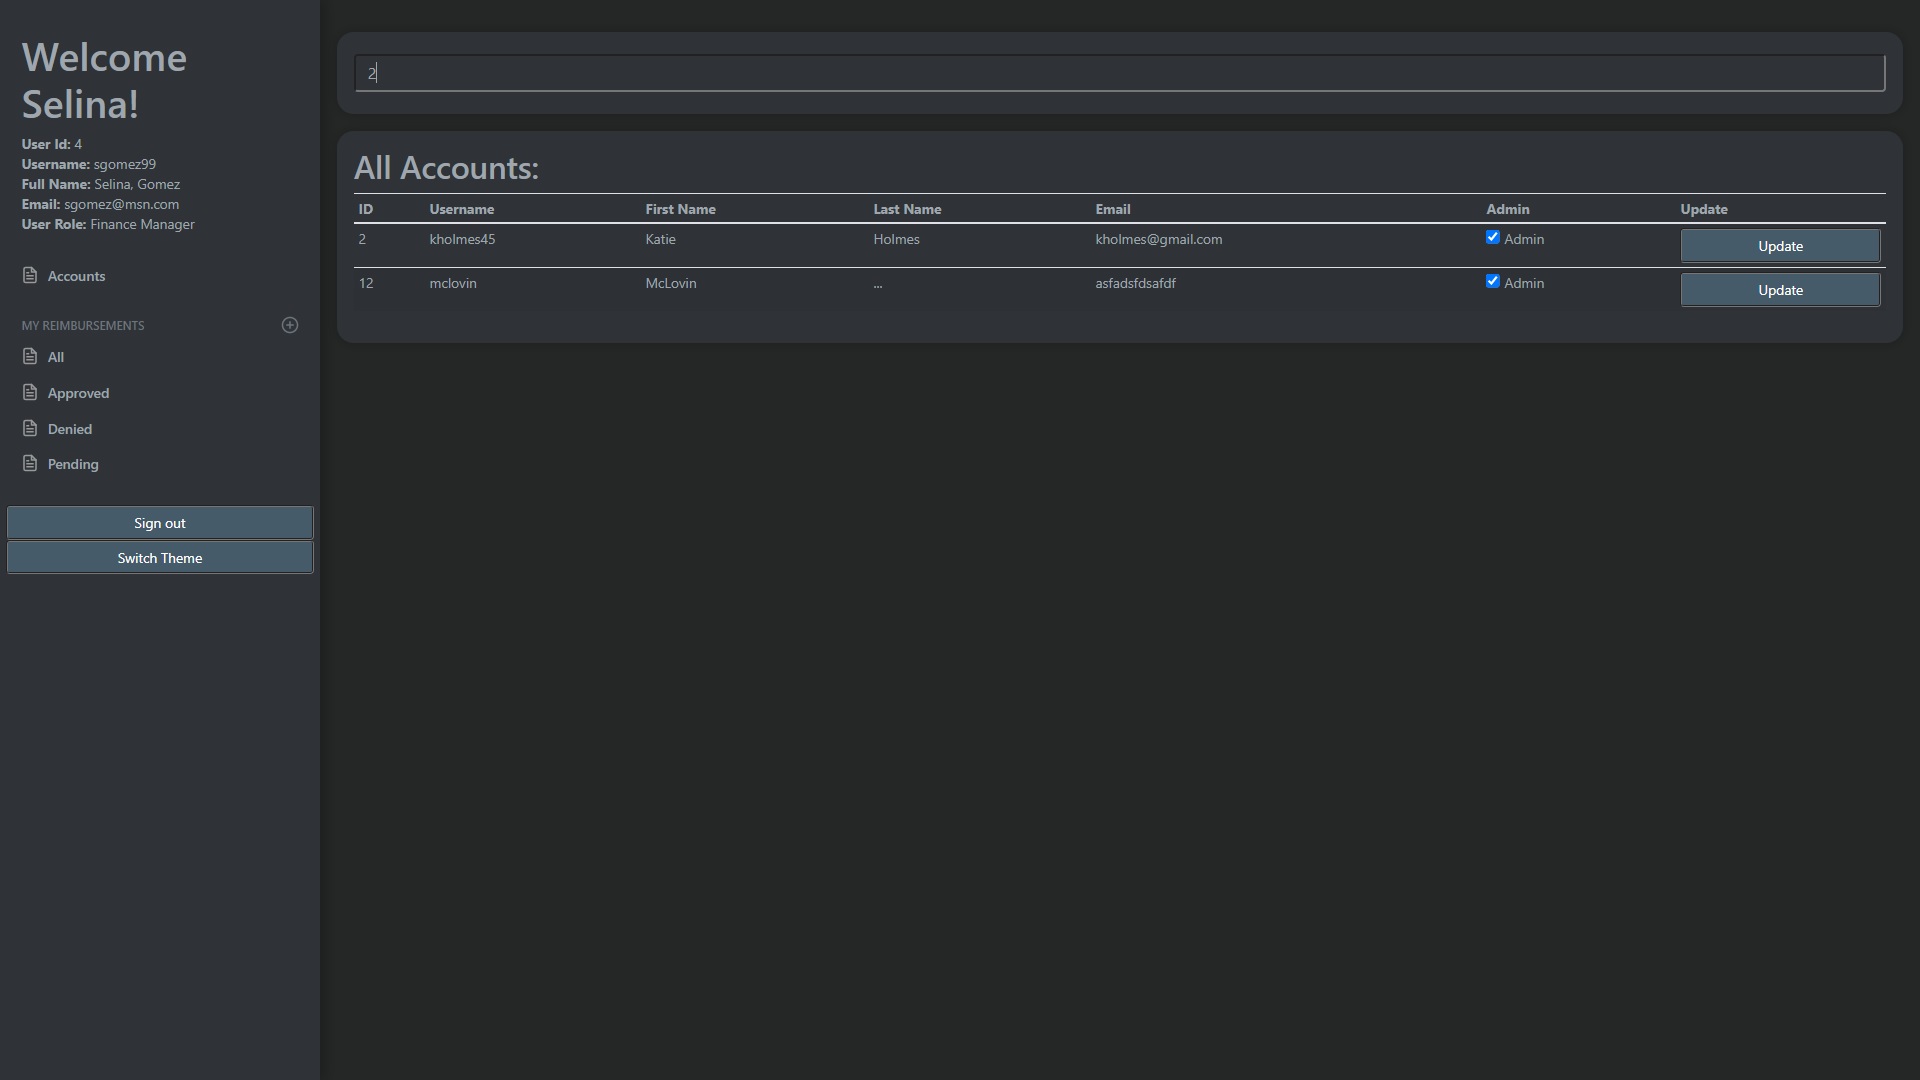 Welcome
Selina!
User Id: 4
Username: sgomez99
Full Name: Selina, Gomez
Email: sgomez@msn.com
User Role: Finance Manager
Accounts
MY REIMBURSEMENTS
All
Approved
Denied
Pending
Sign out
Switch Theme
2
All Accounts:
ID Username First Name Last Name Email Admin Update
2 kholmes45 Katie Holmes kholmes@gmail.com Admin Update
12 mclovin McLovin ... asfadsfdsafdf Admin Update